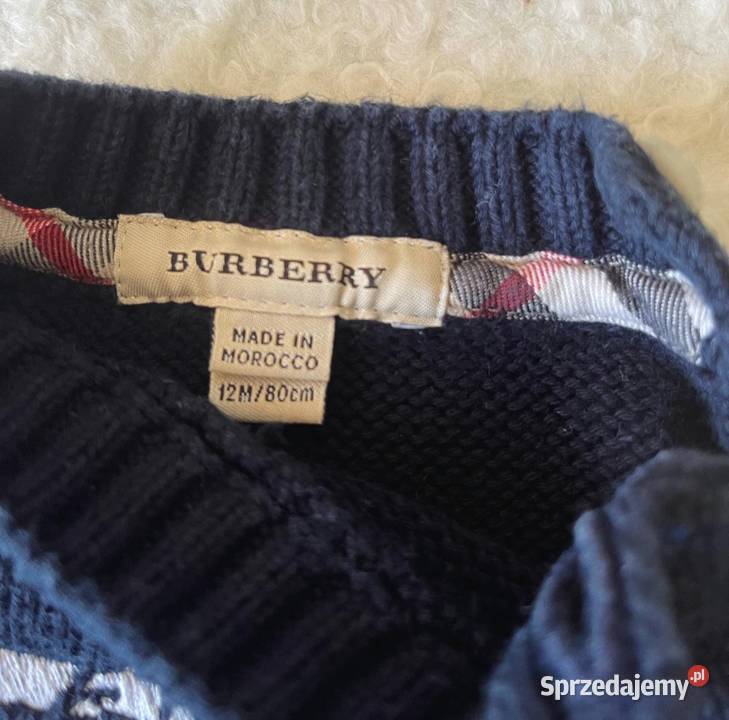 BURBERRY
MADE IN
MOROCCO
12M/80cm
Sprzedajemy.pl